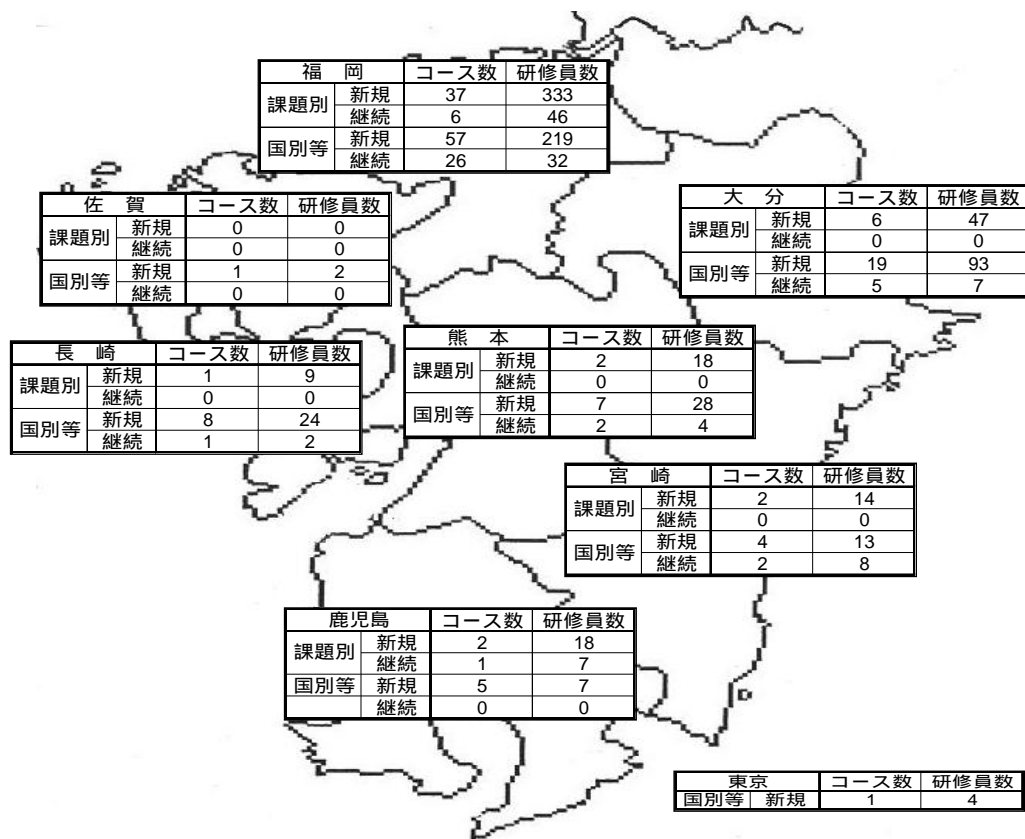 福　岡 コース数 研修員数
課題別 新規 37 333
継続 6 46
国別等 新規 57 219
継続 26 32
佐　賀 コース数 研修員数
課題別 新規 0 0
継続 0 0
国別等 新規 1 2
継続 0 0
大　分 コース数 研修員数
課題別 新規 6 47
継続 0 0
国別等 新規 19 93
継続 5 7
長　崎 コース数 研修員数
課題別 新規 1 9
継続 0 0
国別等 新規 8 24
継続 1 2
熊　本 コース数 研修員数
課題別 新規 2 18
継続 0 0
国別等 新規 7 28
継続 2 4
宮　崎 コース数 研修員数
課題別 新規 2 14
継続 0 0
国別等 新規 4 13
継続 2 8
鹿児島 コース数 研修員数
課題別 新規 2 18
継続 1 7
国別等 新規 5 7
継続 0 0
東京 コース数 研修員数
国別等 新規 1 4